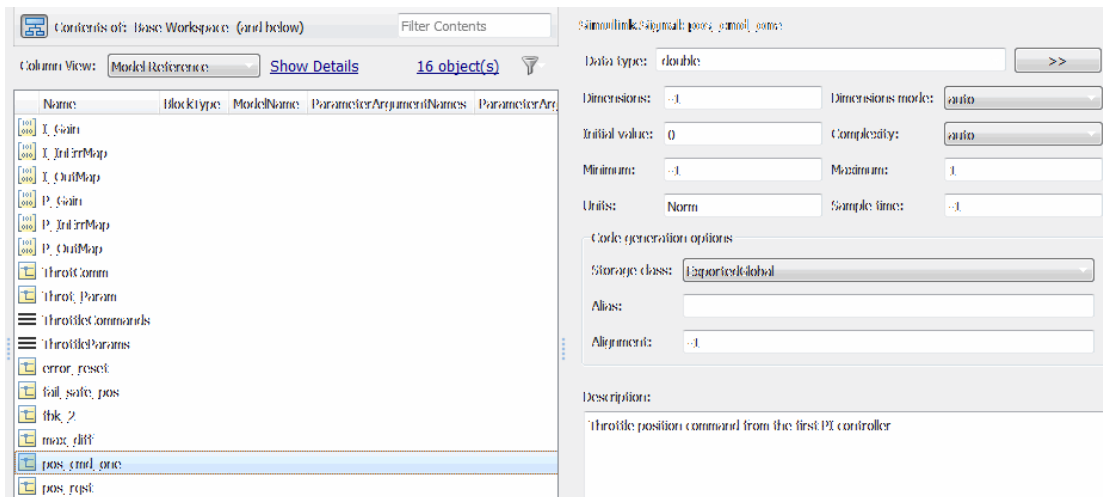 Contents of: Base Workspace (and below)
Filter Contents
Column View: Model Reference
Show Details
16 object(s)
Name BlockType ModelName ParameterArgumentNames ParameterArg
I_Gain
I_InErrMap
I_OutMap
P_Gain
P_InErrMap
P_OutMap
ThrotComm
Throt_Param
ThrottleCommands
ThrottleParams
error_reset
fail_safe_pos
fbk_2
max_diff
pos_cmd_one
pos_rqst
Simulink.Signal: pos_cmd_one
Data type: double >>
Dimensions: -1 Dimensions mode: auto
Initial value: 0 Complexity: auto
Minimum: -1 Maximum: 1
Units: Norm Sample time: -1
Code generation options
Storage class: ExportedGlobal
Alias:
Alignment: -1
Description:
Throttle position command from the first PI controller